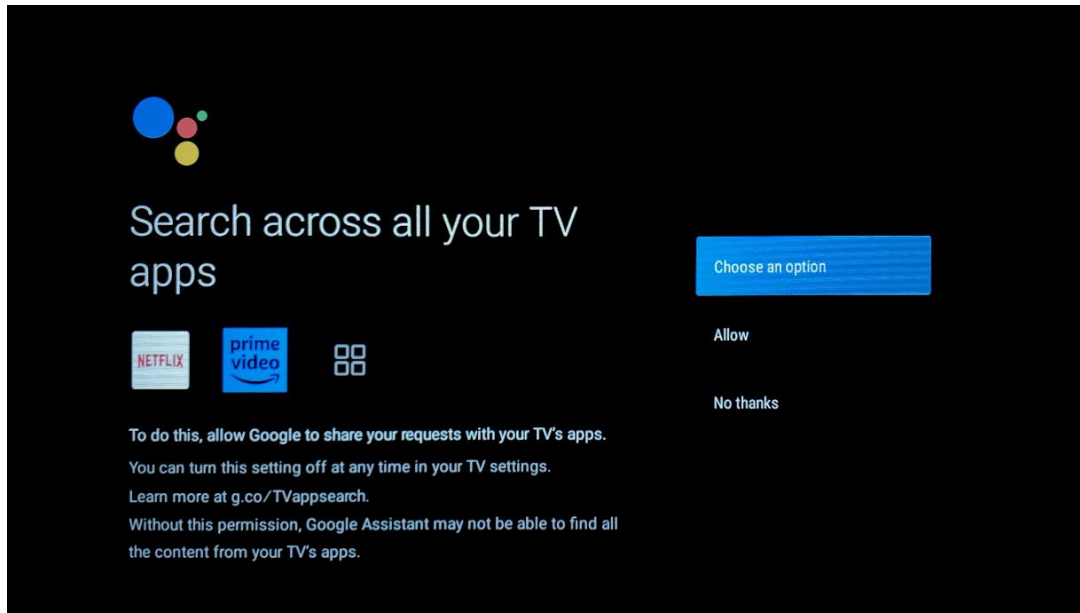 Search across all your TV
apps
NETFLIX
prime
video
To do this, allow Google to share your requests with your TV's apps.
You can turn this setting off at any time in your TV settings.
Learn more at g.co/TVappsearch.
Without this permission, Google Assistant may not be able to find all
the content from your TV's apps.
Choose an option
Allow
No thanks